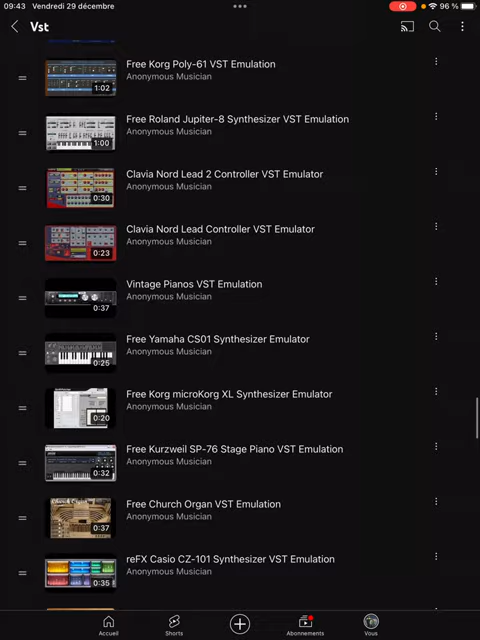 09:43 Vendredi 29 décembre
96 %
Vst
Free Korg Poly-61 VST Emulation
Anonymous Musician
1:02
Free Roland Jupiter-8 Synthesizer VST Emulation
Anonymous Musician
1:00
Clavia Nord Lead 2 Controller VST Emulator
Anonymous Musician
0:30
Clavia Nord Lead Controller VST Emulator
Anonymous Musician
0:23
Vintage Pianos VST Emulation
Anonymous Musician
0:37
Free Yamaha CS01 Synthesizer Emulator
Anonymous Musician
0:25
Free Korg microKorg XL Synthesizer Emulator
Anonymous Musician
0:20
Free Kurzweil SP-76 Stage Piano VST Emulation
Anonymous Musician
0:32
Free Church Organ VST Emulation
Anonymous Musician
0:37
reFX Casio CZ-101 Synthesizer VST Emulation
Anonymous Musician
0:35
Accueil
Shorts
Abonnements
Vous